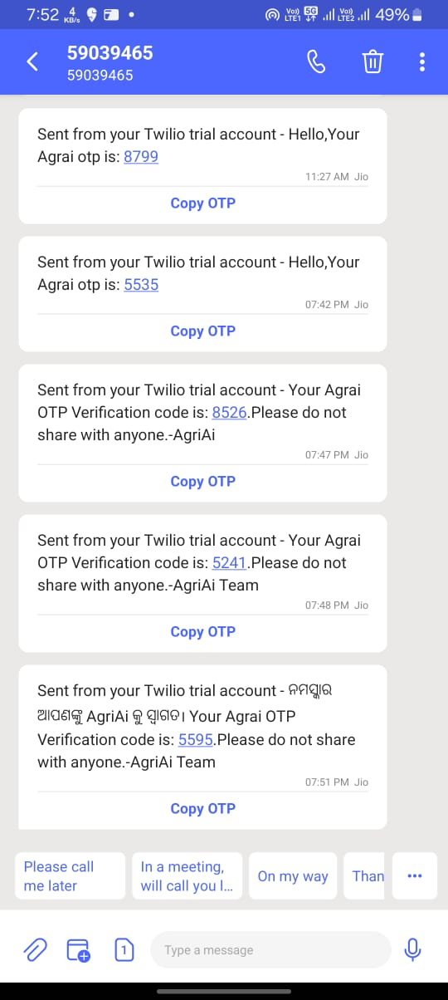 7:52 4 KB/s Vo)) LTE1 5G Vo)) LTE2 49%
59039465
59039465
Sent from your Twilio trial account - Hello,Your
Agrai otp is: 8799
11:27 AM Jio
Copy OTP
Sent from your Twilio trial account - Hello,Your
Agrai otp is: 5535
07:42 PM Jio
Copy OTP
Sent from your Twilio trial account - Your Agrai
OTP Verification code is: 8526.Please do not
share with anyone.-AgriAi
07:47 PM Jio
Copy OTP
Sent from your Twilio trial account - Your Agrai
OTP Verification code is: 5241.Please do not
share with anyone.-AgriAi Team
07:48 PM Jio
Copy OTP
Sent from your Twilio trial account - ନମସ୍କାର
ଆପଣଙ୍କୁ AgriAi କୁ ସ୍ୱାଗତ। Your Agrai OTP
Verification code is: 5595.Please do not share
with anyone.-AgriAi Team
07:51 PM Jio
Copy OTP
Please call
me later
In a meeting,
will call you l...
On my way
Than
1
Type a message